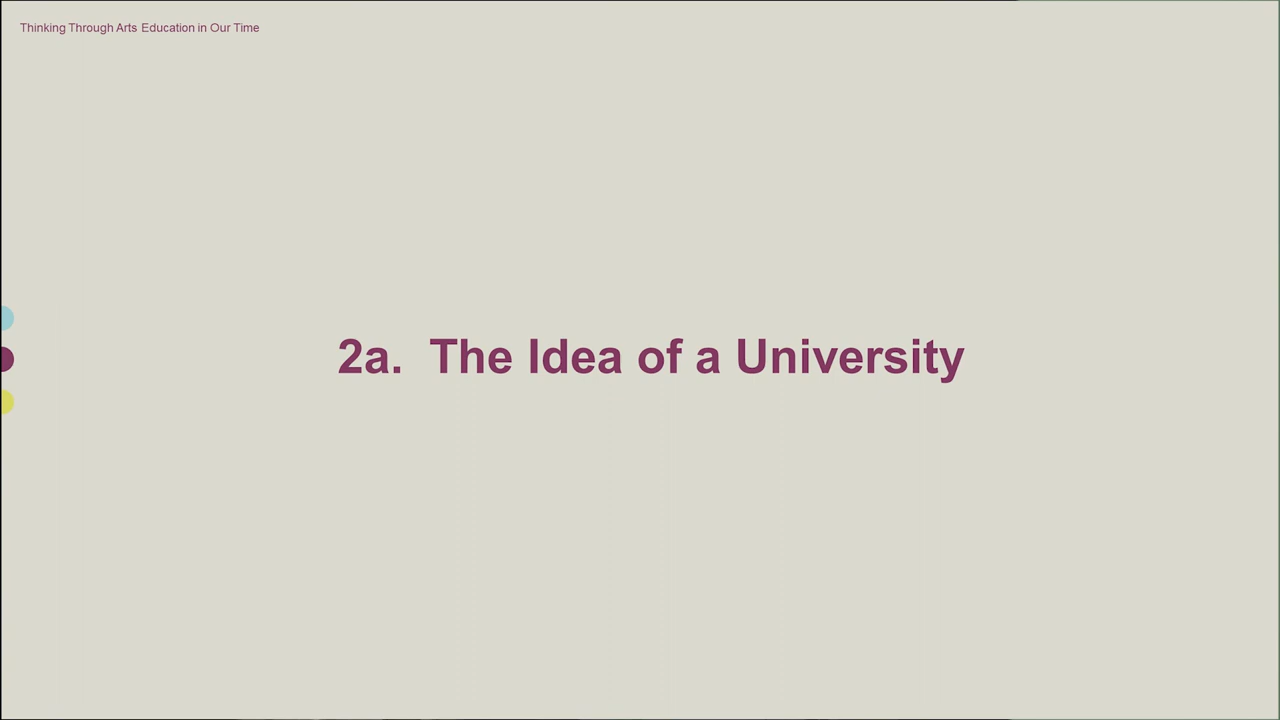 Thinking Through Arts Education in Our Time
2a. The Idea of a University